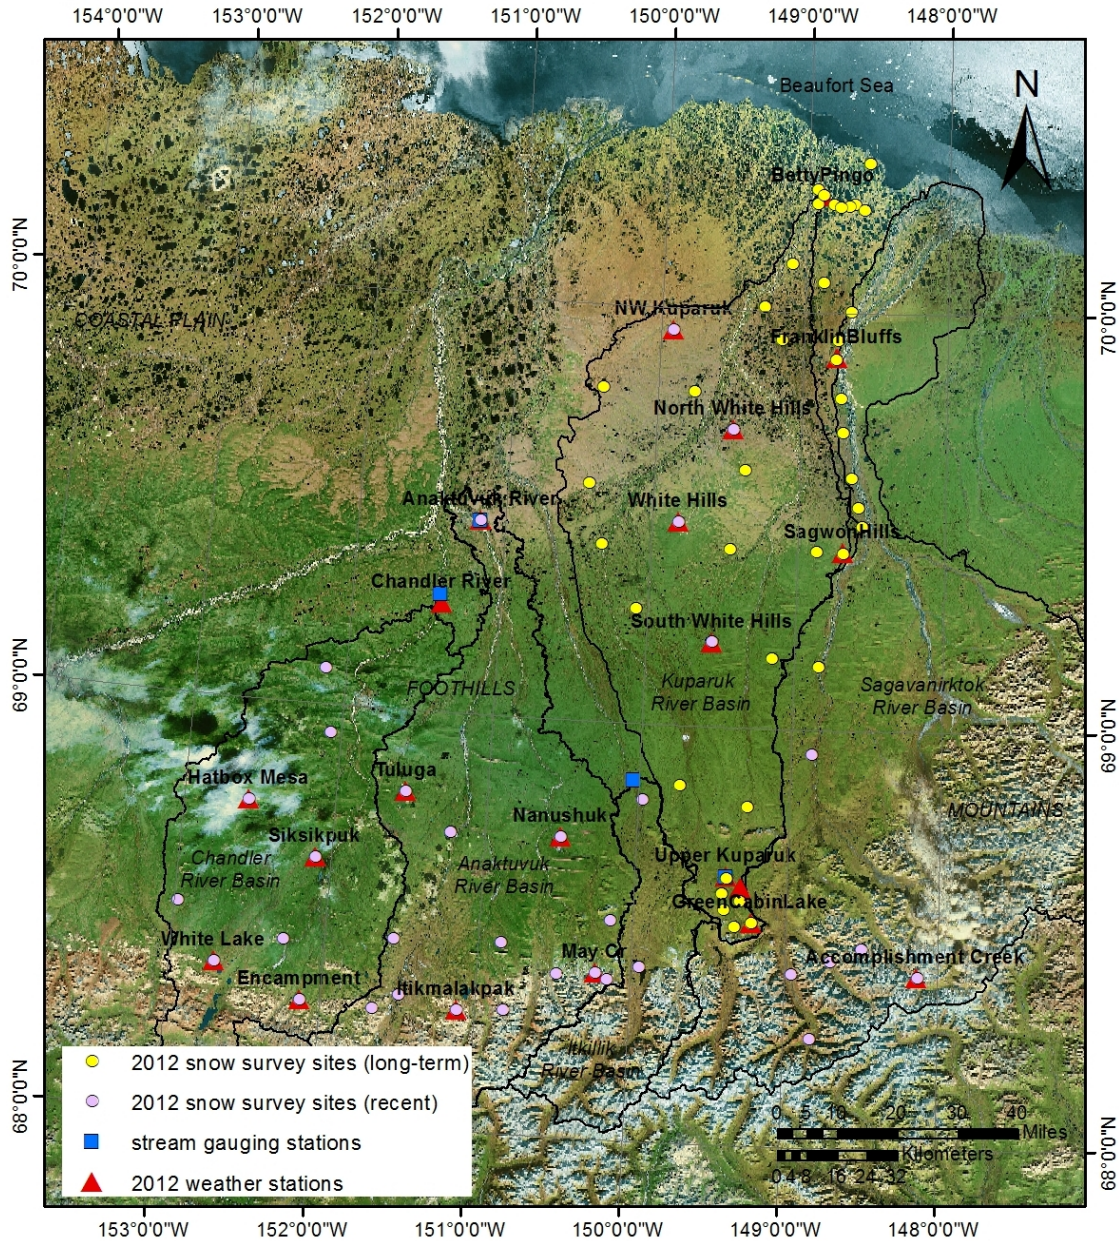 154°0'0"W 153°0'0"W 152°0'0"W 151°0'0"W 150°0'0"W 149°0'0"W 148°0'0"W
Beaufort Sea
N
BettyPingo
70°0'0"N
70°0'0"N
COASTAL PLAIN
NW Kuparuk
FranklinBluffs
North White Hills
Anaktuvuk River
White Hills
SagwonHills
Chandler River
South White Hills
69°0'0"N
69°0'0"N
FOOTHILLS
Kuparuk
River Basin
Sagavanirktok
River Basin
Hatbox Mesa
Tuluga
Nanushuk
MOUNTAINS
Siksikpuk
Chandler
River Basin
Anaktuvuk
River Basin
Upper Kuparuk
GreenCabinLake
White Lake
May Cr
Accomplishment Creek
Encampment
Itikmalakpak
Itkillik
River Basin
68°0'0"N
68°0'0"N
2012 snow survey sites (long-term)
2012 snow survey sites (recent)
stream gauging stations
2012 weather stations
0 5 10 20 30 40
Miles
Kilometers
0 4 8 16 24 32
153°0'0"W 152°0'0"W 151°0'0"W 150°0'0"W 149°0'0"W 148°0'0"W